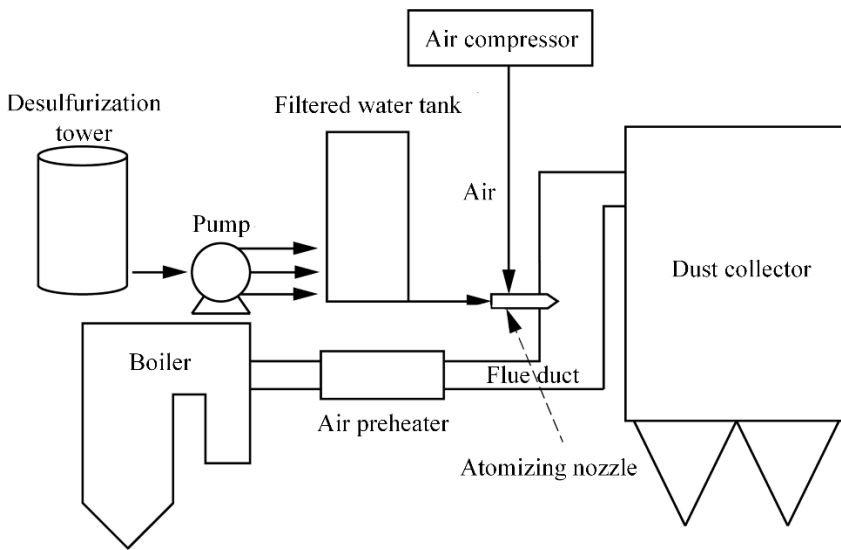 Air compressor
Desulfurization
tower
Filtered water tank
Air
Pump
Dust collector
Boiler
Flue duct
Air preheater
Atomizing nozzle